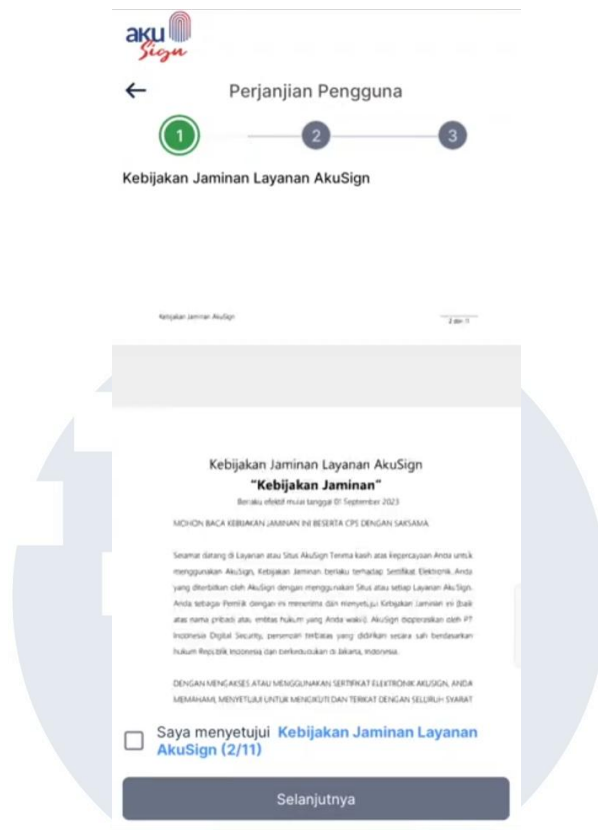 aku
Sign
Perjanjian Pengguna
1
2
3
Kebijakan Jaminan Layanan AkuSign
Kebijakan Jaminan AkuSign
2 dari 11
Kebijakan Jaminan Layanan AkuSign
"Kebijakan Jaminan"
Berlaku efektif mulai tanggal 01 September 2023
MOHON BACA KEBIJAKAN JAMINAN INI BESERTA CPS DENGAN SAKSAMA.
Selamat datang di Layanan atau Situs AkuSign Terima kasih atas kepercayaan Anda untuk
menggunakan AkuSign, Kebijakan Jaminan berlaku terhadap Sertifikat Elektronik Anda
yang diterbitkan oleh AkuSign dengan menggunakan Situs atau setiap Layanan AkuSign.
Anda sebagai Pemilik dengan ini menerima dan menyetujui Kebijakan Jaminan ini (baik
atas nama pribadi atau entitas hukum yang Anda wakili). AkuSign dioperasikan oleh PT
Indonesia Digital Security, perseroan terbatas yang didirikan secara sah berdasarkan
hukum Republik Indonesia dan berkedudukan di Jakarta, Indonesia.
DENGAN MENGAKSES ATAU MENGGUNAKAN SERTIFIKAT ELEKTRONIK AKUSIGN, ANDA
MEMAHAMI, MENYETUJUI UNTUK MENGIKUTI DAN TERIKAT DENGAN SELURUH SYARAT
Saya menyetujui Kebijakan Jaminan Layanan
AkuSign (2/11)
Selanjutnya